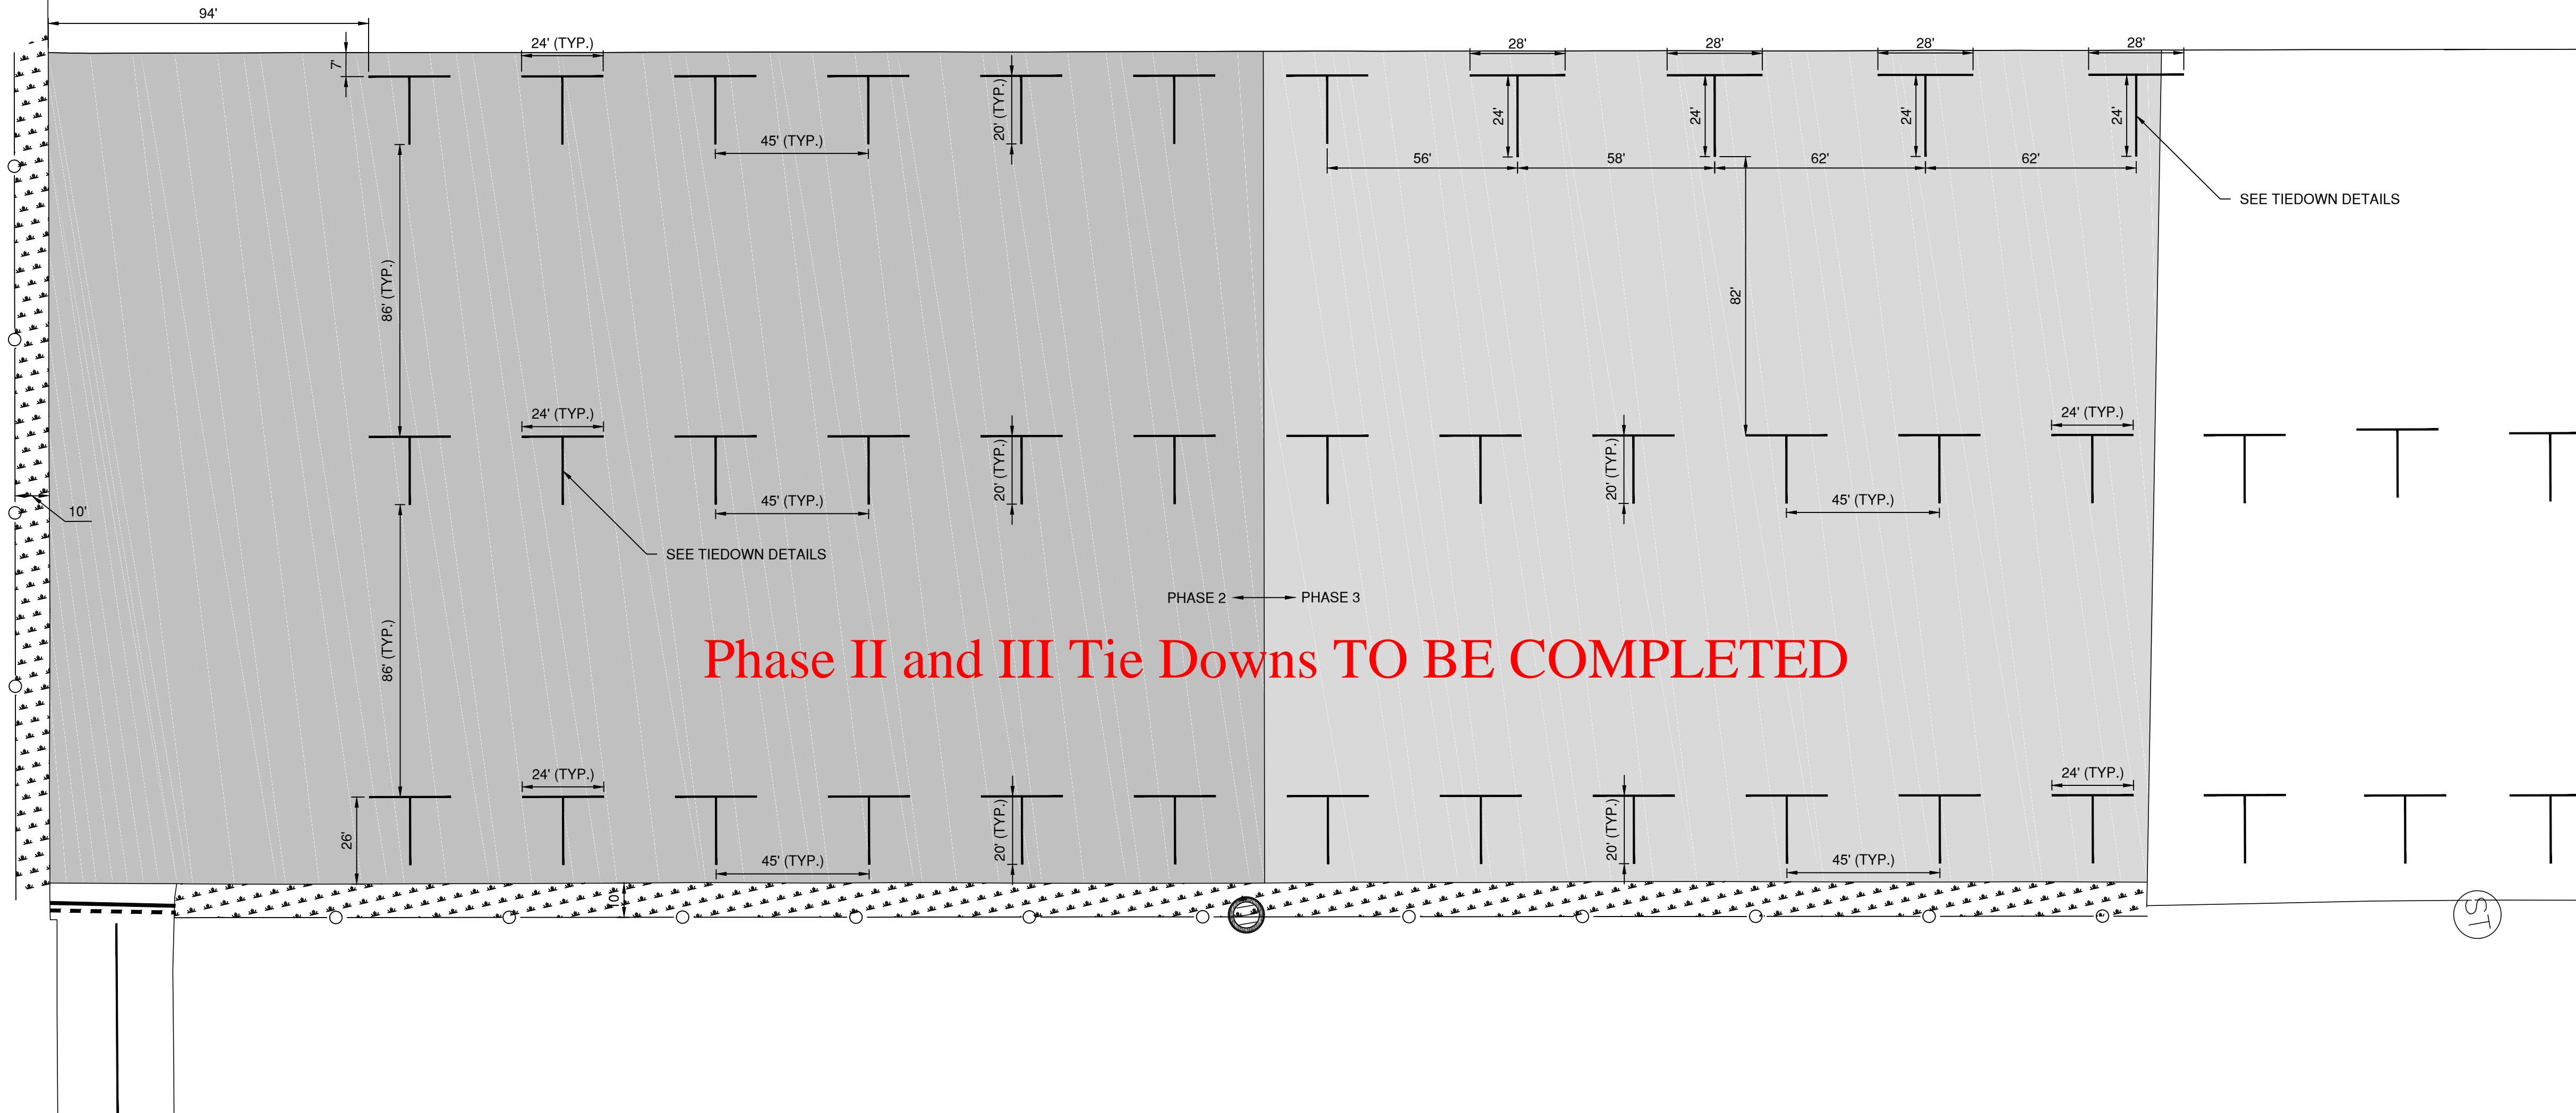 94'
24' (TYP.)
28'
28'
28'
28'
7'
20' (TYP.)
24'
24'
24'
24'
45' (TYP.)
56'
58'
62'
62'
SEE TIEDOWN DETAILS
86' (TYP.)
82'
24' (TYP.)
24' (TYP.)
20' (TYP.)
20' (TYP.)
45' (TYP.)
45' (TYP.)
10'
SEE TIEDOWN DETAILS
PHASE 2
PHASE 3
86' (TYP.)
Phase II and III Tie Downs TO BE COMPLETED
24' (TYP.)
24' (TYP.)
26'
20' (TYP.)
20' (TYP.)
45' (TYP.)
45' (TYP.)
10'
ST